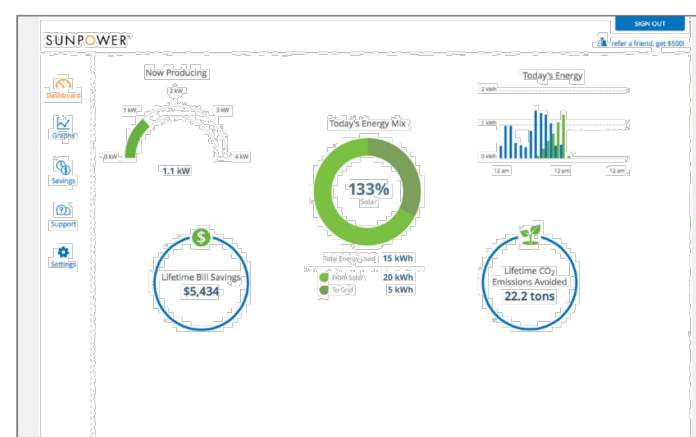 SIGN OUT
SUNPOWER®
refer a friend, get $500!
Dashboard
Graphs
Savings
Support
Settings
Now Producing
0 kW
1 kW
2 kW
3 kW
4 kW
1.1 kW
Today's Energy Mix
133%
Solar
Total Energy Used 15 kWh
From Solar 20 kWh
To Grid 5 kWh
Today's Energy
2 kWh
1 kWh
0 kWh
12 am 12 pm 12 am
Lifetime Bill Savings
$5,434
Lifetime CO2
Emissions Avoided
22.2 tons